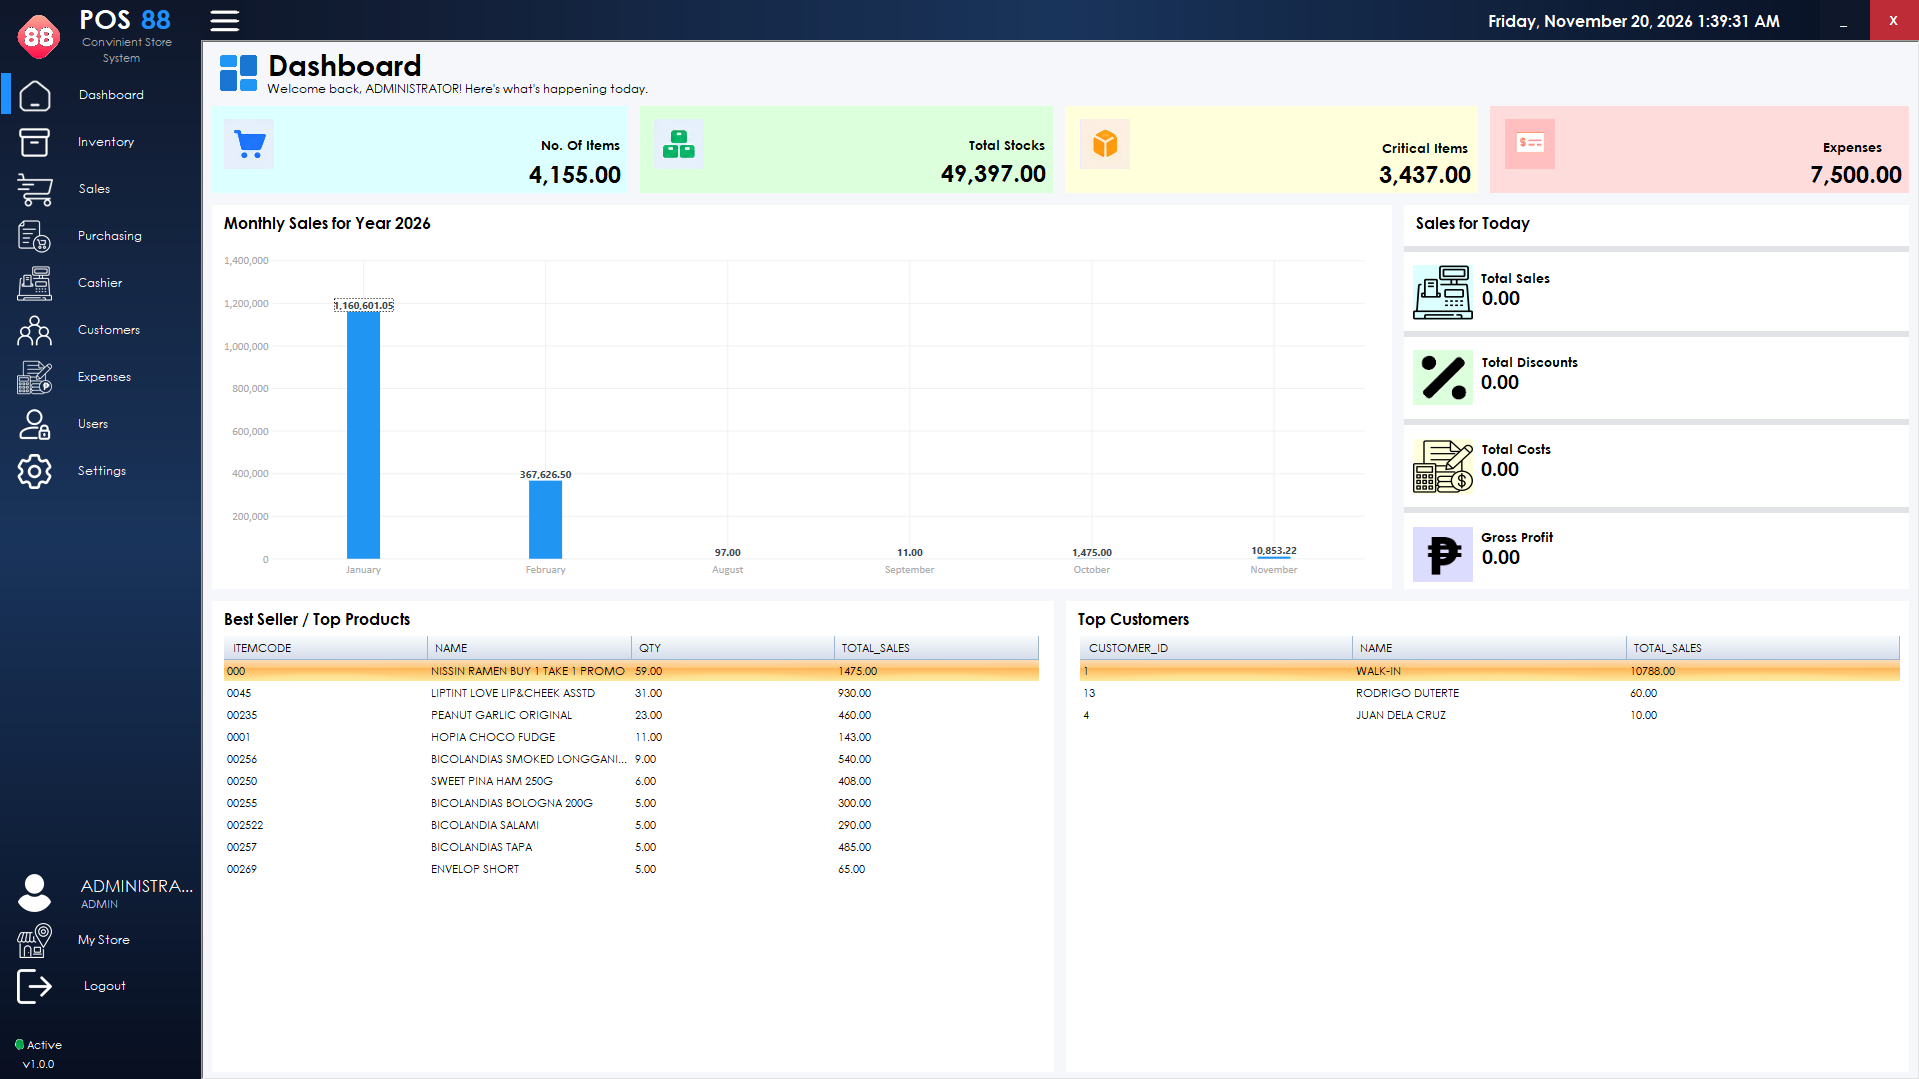 88
POS 88
Convinient Store
System
Friday, November 20, 2026 1:39:31 AM
_
X
Dashboard
Inventory
Sales
Purchasing
Cashier
Customers
Expenses
Users
Settings
ADMINISTRA...
ADMIN
My Store
Logout
Active
v1.0.0
Dashboard
Welcome back, ADMINISTRATOR! Here's what's happening today.
No. Of Items
4,155.00
Total Stocks
49,397.00
Critical Items
3,437.00
Expenses
7,500.00
Monthly Sales for Year 2026
1,400,000
1,200,000
1,000,000
800,000
600,000
400,000
200,000
0
1,160,601.05
367,626.50
97.00
11.00
1,475.00
10,853.22
January
February
August
September
October
November
Sales for Today
Total Sales
0.00
Total Discounts
0.00
Total Costs
0.00
Gross Profit
0.00
Best Seller / Top Products
ITEMCODE NAME QTY TOTAL_SALES
000 NISSIN RAMEN BUY 1 TAKE 1 PROMO 59.00 1475.00
0045 LIPTINT LOVE LIP&CHEEK ASSTD 31.00 930.00
00235 PEANUT GARLIC ORIGINAL 23.00 460.00
0001 HOPIA CHOCO FUDGE 11.00 143.00
00256 BICOLANDIAS SMOKED LONGGANI... 9.00 540.00
00250 SWEET PINA HAM 250G 6.00 408.00
00255 BICOLANDIAS BOLOGNA 200G 5.00 300.00
002522 BICOLANDIA SALAMI 5.00 290.00
00257 BICOLANDIAS TAPA 5.00 485.00
00269 ENVELOP SHORT 5.00 65.00
Top Customers
CUSTOMER_ID NAME TOTAL_SALES
1 WALK-IN 10788.00
13 RODRIGO DUTERTE 60.00
4 JUAN DELA CRUZ 10.00